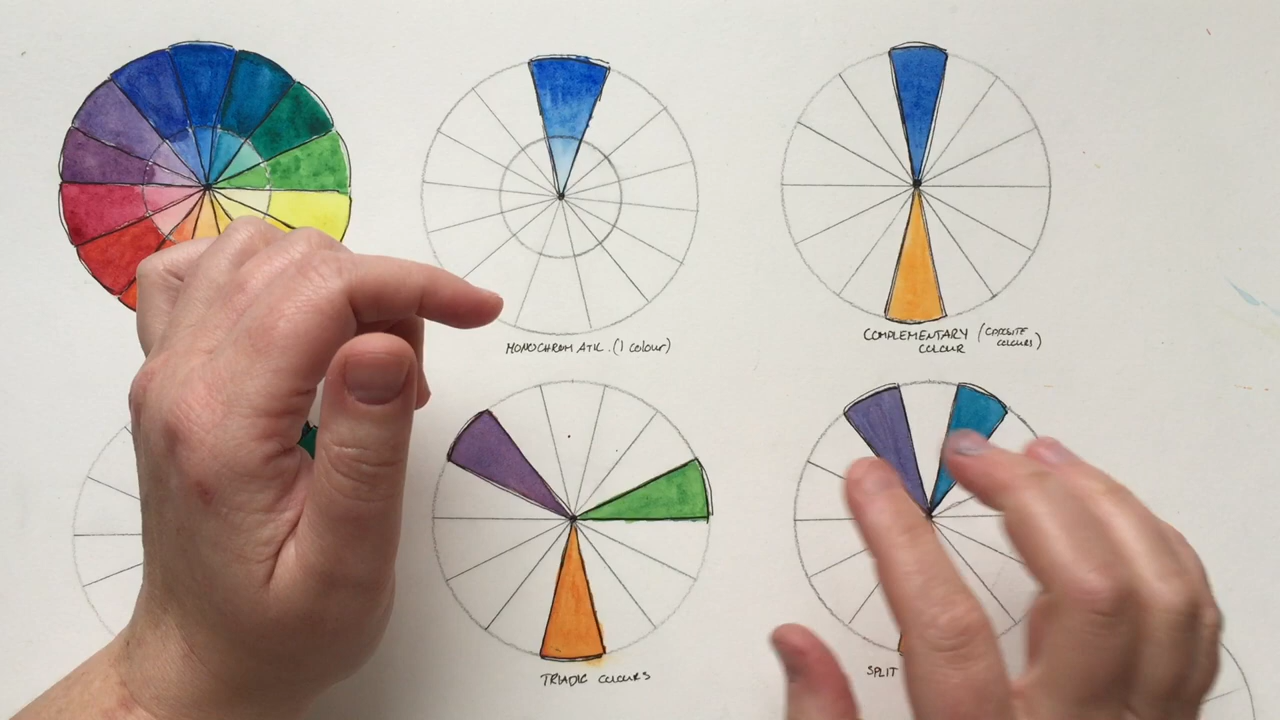 MONOCHROMATIC. (1 COLOUR)
COMPLEMENTARY (OPPOSITE
COLOUR COLOURS)
TRIADIC COLOURS
SPLIT